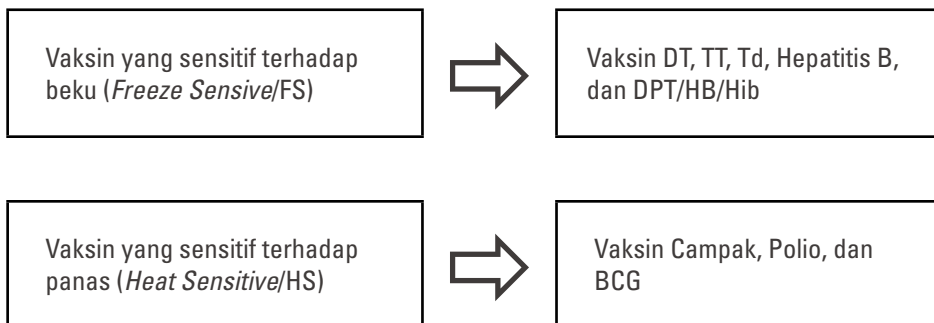 Vaksin yang sensitif terhadap
beku (Freeze Sensive/FS)
Vaksin DT, TT, Td, Hepatitis B,
dan DPT/HB/Hib
Vaksin yang sensitif terhadap
panas (Heat Sensitive/HS)
Vaksin Campak, Polio, dan
BCG